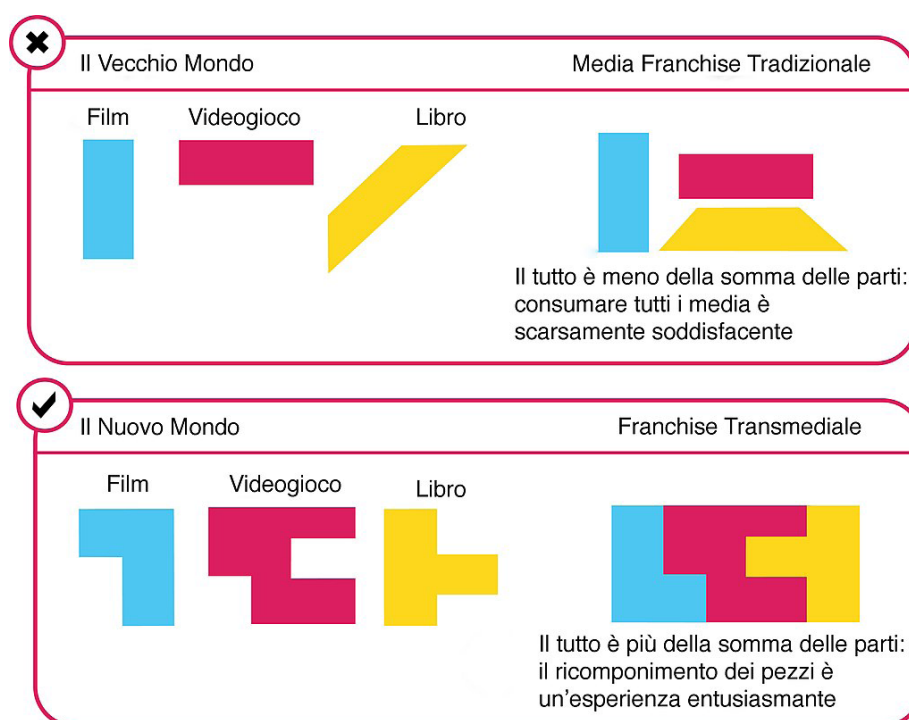 Il Vecchio Mondo
Media Franchise Tradizionale
Film
Videogioco
Libro
Il tutto è meno della somma delle parti:
consumare tutti i media è
scarsamente soddisfacente
Il Nuovo Mondo
Franchise Transmediale
Film
Videogioco
Libro
Il tutto è più della somma delle parti:
il ricomponimento dei pezzi è
un'esperienza entusiasmante